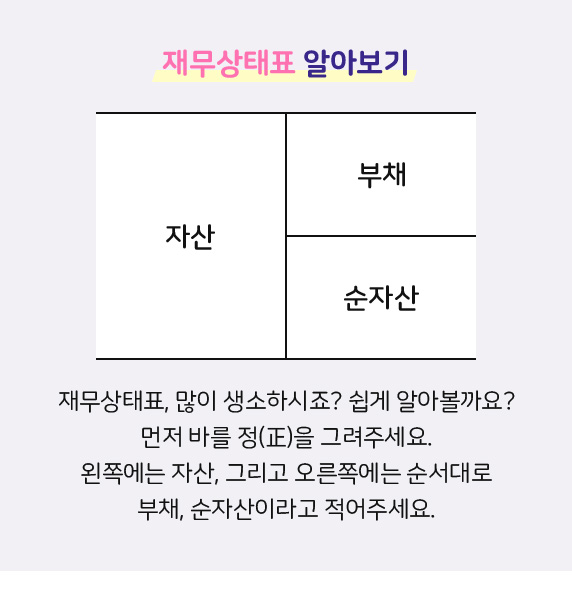 재무상태표 알아보기
자산
부채
순자산
재무상태표, 많이 생소하시죠? 쉽게 알아볼까요?
먼저 바를 정(正)을 그려주세요.
왼쪽에는 자산, 그리고 오른쪽에는 순서대로
부채, 순자산이라고 적어주세요.